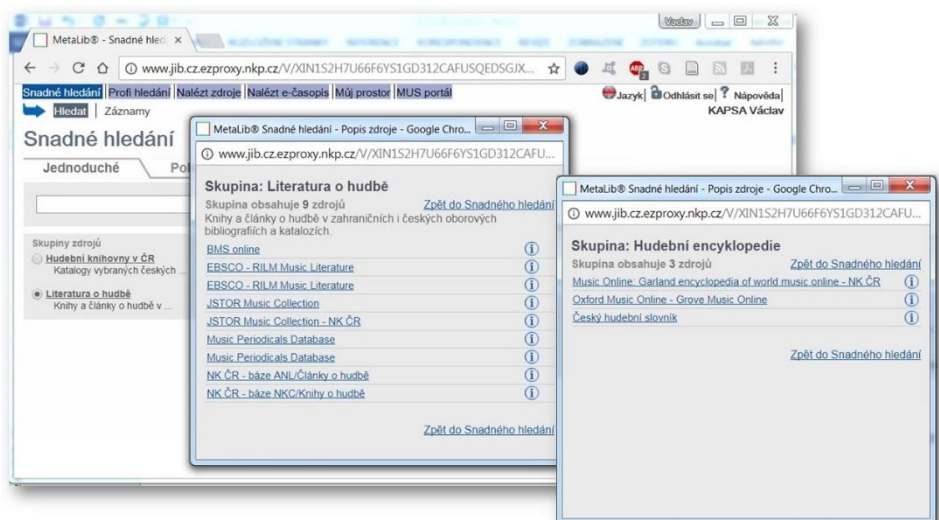 Vaclav
MetaLib® - Snadné hled
www.jib.cz.ezproxy.nkp.cz/V/XIN1S2H7U66F6YS1GD312CAFUSQEDSGJX...
Snadné hledání Profi hledání Nalézt zdroje Nalézt e-časopis Můj prostor MUS portál
Jazyk| Odhlásit se| Nápověda|
Hledat | Záznamy
KAPSA Václav
Snadné hledání
Jednoduché
Skupiny zdrojů
Hudební knihovny v ČR
Katalogy vybraných českých ...
Literatura o hudbě
Knihy a články o hudbě v ...
MetaLib® Snadné hledání - Popis zdroje - Google Chro...
www.jib.cz.ezproxy.nkp.cz/V/XIN1S2H7U66F6YS1GD312CAFU...
Skupina: Literatura o hudbě
Skupina obsahuje 9 zdrojů
Zpět do Snadného hledání
Knihy a články o hudbě v zahraničních i českých oborových
bibliografiích a katalozích.
BMS online
EBSCO - RILM Music Literature
EBSCO - RILM Music Literature
JSTOR Music Collection
JSTOR Music Collection - NK ČR
Music Periodicals Database
Music Periodicals Database
NK ČR - báze ANL/Články o hudbě
NK ČR - báze NKC/Knihy o hudbě
Zpět do Snadného hledání
MetaLib® Snadné hledání - Popis zdroje - Google Chro...
www.jib.cz.ezproxy.nkp.cz/V/XIN1S2H7U66F6YS1GD312CAFU...
Skupina: Hudební encyklopedie
Skupina obsahuje 3 zdrojů
Zpět do Snadného hledání
Music Online: Garland encyclopedia of world music online - NK ČR
Oxford Music Online - Grove Music Online
Český hudební slovník
Zpět do Snadného hledání